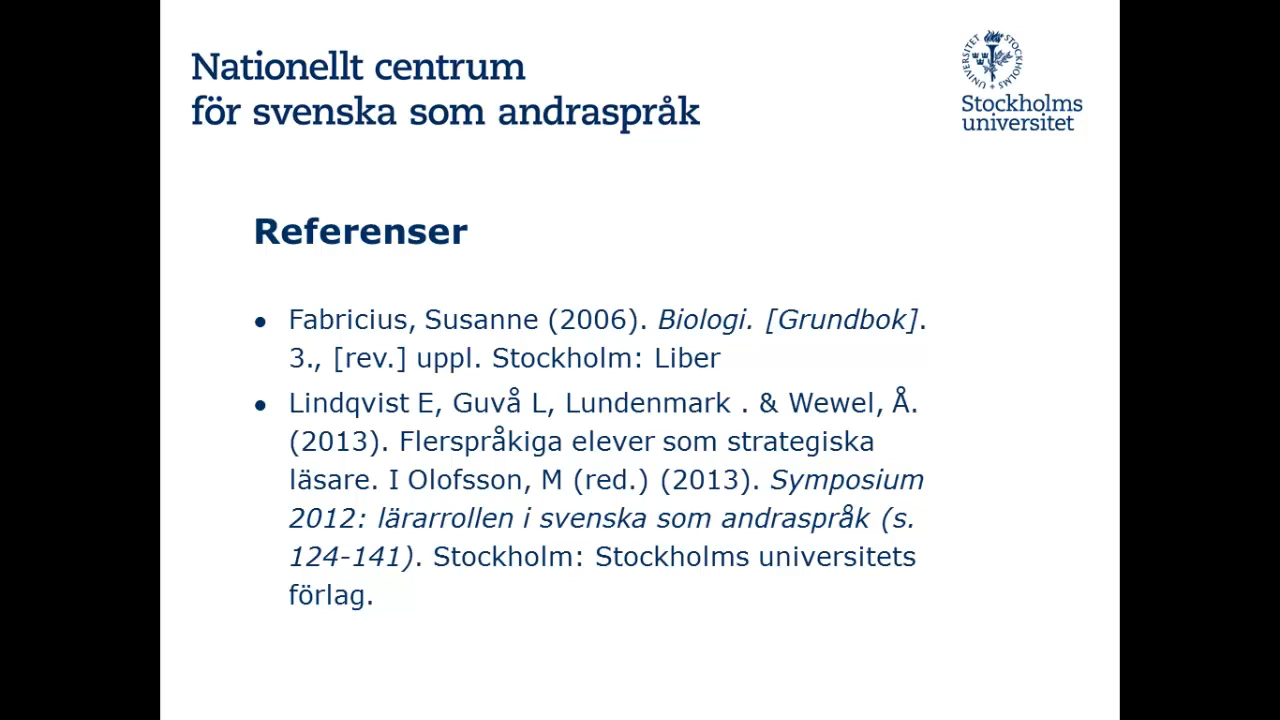 Nationellt centrum
för svenska som andraspråk
STOCKHOLMS UNIVERSITET
Stockholms
universitet
Referenser
• Fabricius, Susanne (2006). Biologi. [Grundbok].
3., [rev.] uppl. Stockholm: Liber
• Lindqvist E, Guvå L, Lundenmark . & Wewel, Å.
(2013). Flerspråkiga elever som strategiska
läsare. I Olofsson, M (red.) (2013). Symposium
2012: lärarrollen i svenska som andraspråk (s.
124-141). Stockholm: Stockholms universitets
förlag.